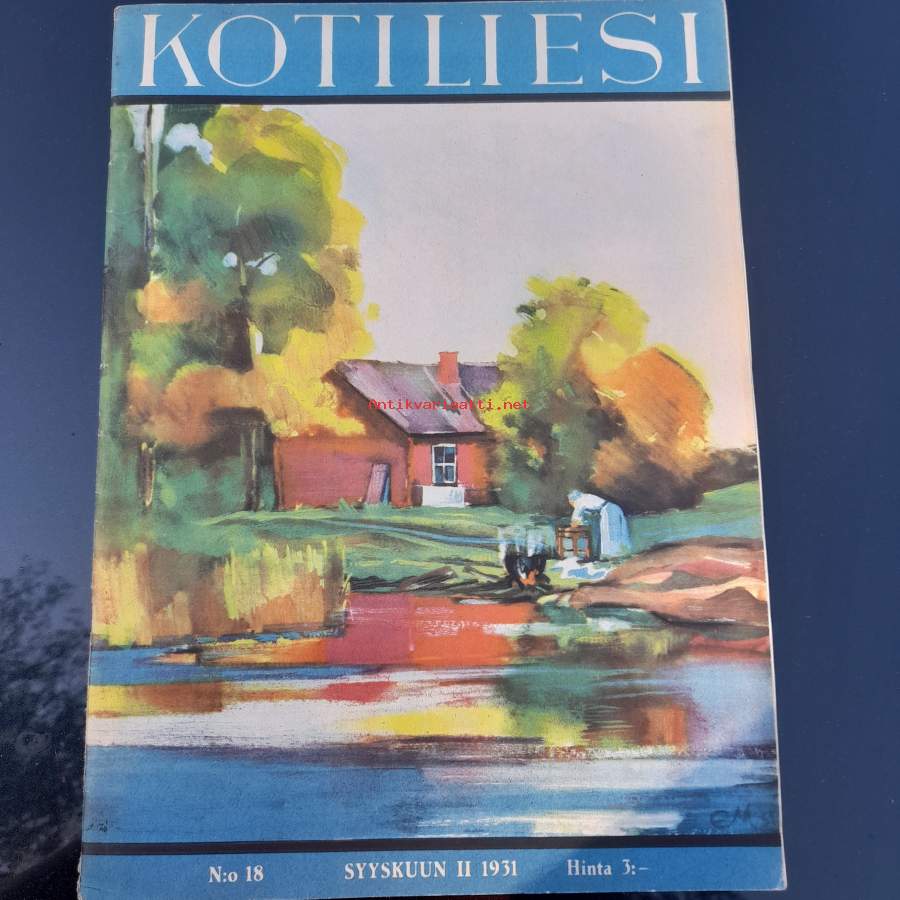 KOTILIESI
Antikvariaatti.net
N:o 18 SYYSKUUN II 1931 Hinta 3:-